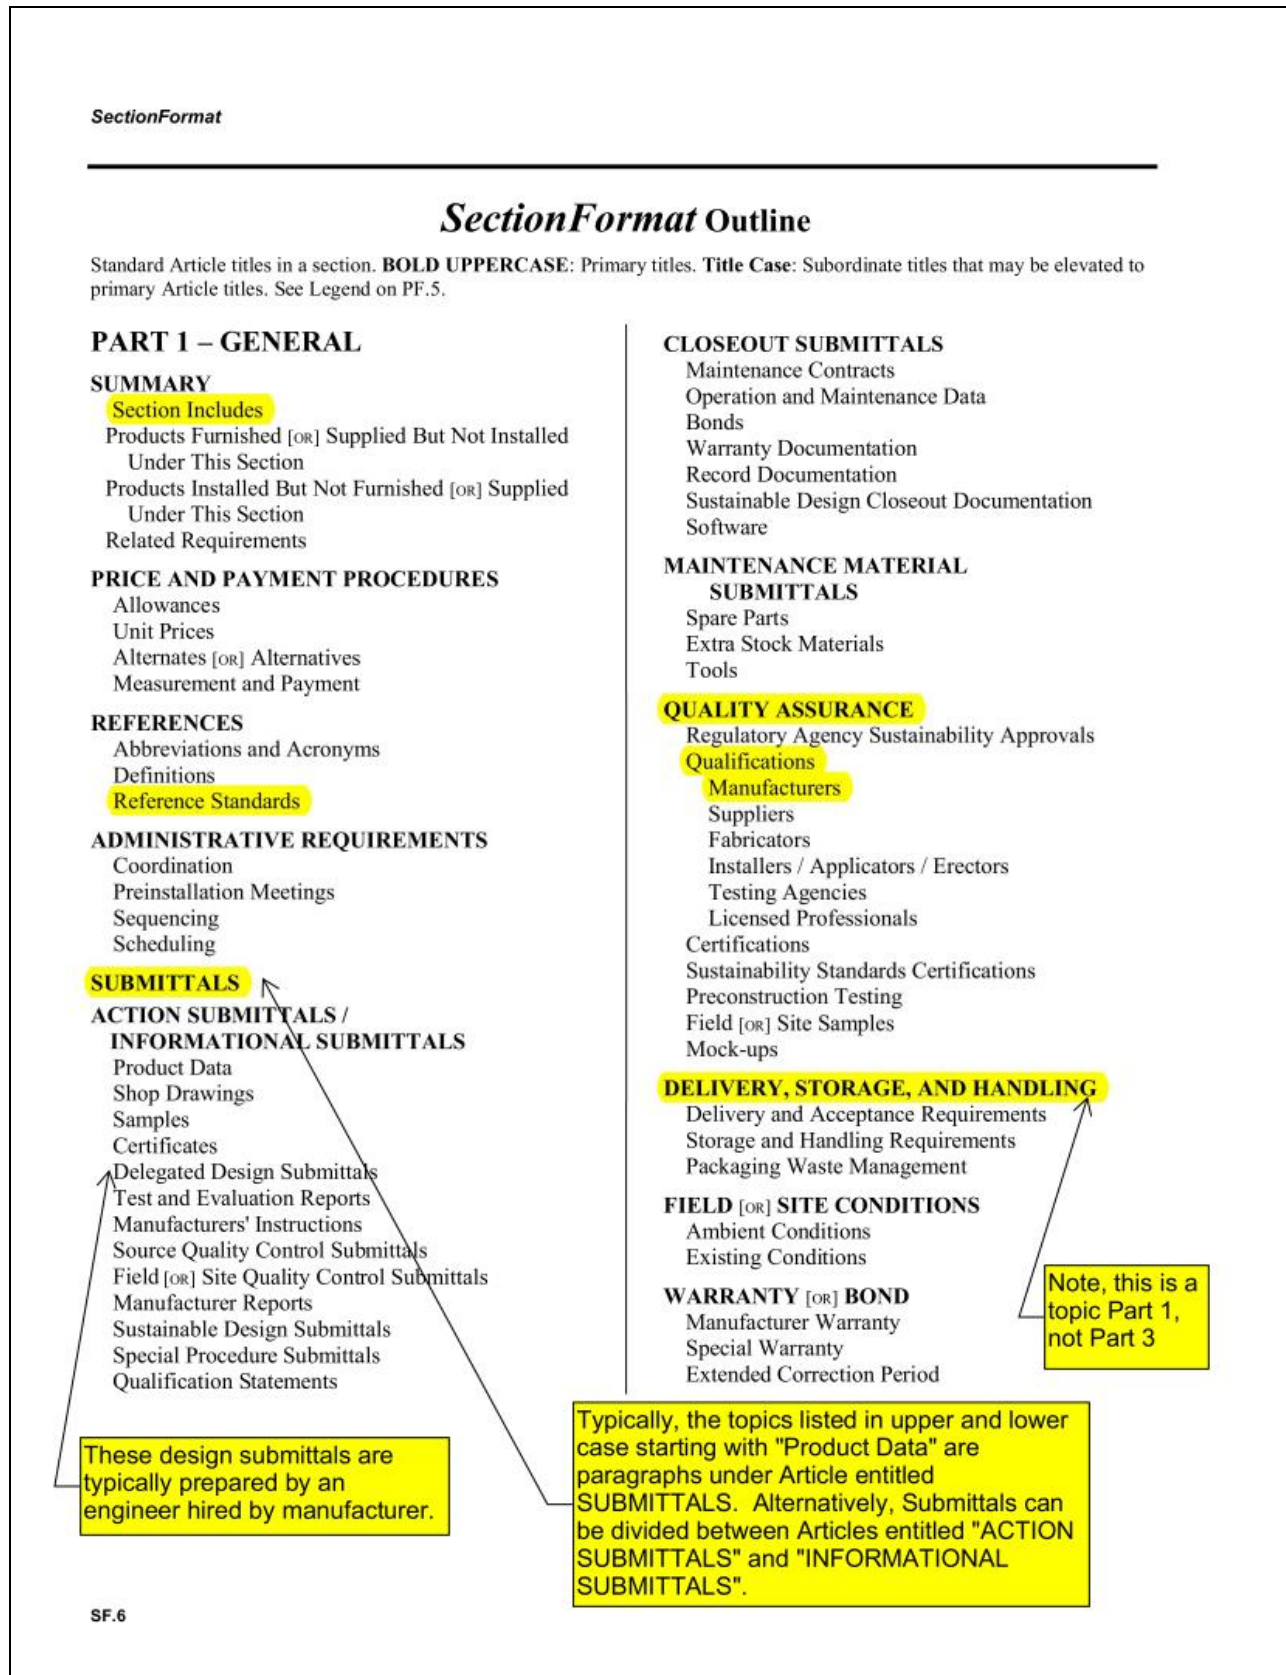 SectionFormat
SectionFormat Outline
Standard Article titles in a section. BOLD UPPERCASE: Primary titles. Title Case: Subordinate titles that may be elevated to
primary Article titles. See Legend on PF.5.
PART 1 – GENERAL
SUMMARY
Section Includes
Products Furnished [OR] Supplied But Not Installed
Under This Section
Products Installed But Not Furnished [OR] Supplied
Under This Section
Related Requirements
PRICE AND PAYMENT PROCEDURES
Allowances
Unit Prices
Alternates [OR] Alternatives
Measurement and Payment
REFERENCES
Abbreviations and Acronyms
Definitions
Reference Standards
ADMINISTRATIVE REQUIREMENTS
Coordination
Preinstallation Meetings
Sequencing
Scheduling
SUBMITTALS
ACTION SUBMITTALS /
INFORMATIONAL SUBMITTALS
Product Data
Shop Drawings
Samples
Certificates
Delegated Design Submittals
Test and Evaluation Reports
Manufacturers' Instructions
Source Quality Control Submittals
Field [OR] Site Quality Control Submittals
Manufacturer Reports
Sustainable Design Submittals
Special Procedure Submittals
Qualification Statements
These design submittals are
typically prepared by an
engineer hired by manufacturer.
CLOSEOUT SUBMITTALS
Maintenance Contracts
Operation and Maintenance Data
Bonds
Warranty Documentation
Record Documentation
Sustainable Design Closeout Documentation
Software
MAINTENANCE MATERIAL
SUBMITTALS
Spare Parts
Extra Stock Materials
Tools
QUALITY ASSURANCE
Regulatory Agency Sustainability Approvals
Qualifications
Manufacturers
Suppliers
Fabricators
Installers / Applicators / Erectors
Testing Agencies
Licensed Professionals
Certifications
Sustainability Standards Certifications
Preconstruction Testing
Field [OR] Site Samples
Mock-ups
DELIVERY, STORAGE, AND HANDLING
Delivery and Acceptance Requirements
Storage and Handling Requirements
Packaging Waste Management
FIELD [OR] SITE CONDITIONS
Ambient Conditions
Existing Conditions
WARRANTY [OR] BOND
Manufacturer Warranty
Special Warranty
Extended Correction Period
Note, this is a
topic Part 1,
not Part 3
Typically, the topics listed in upper and lower
case starting with "Product Data" are
paragraphs under Article entitled
SUBMITTALS. Alternatively, Submittals can
be divided between Articles entitled "ACTION
SUBMITTALS" and "INFORMATIONAL
SUBMITTALS".
SF.6